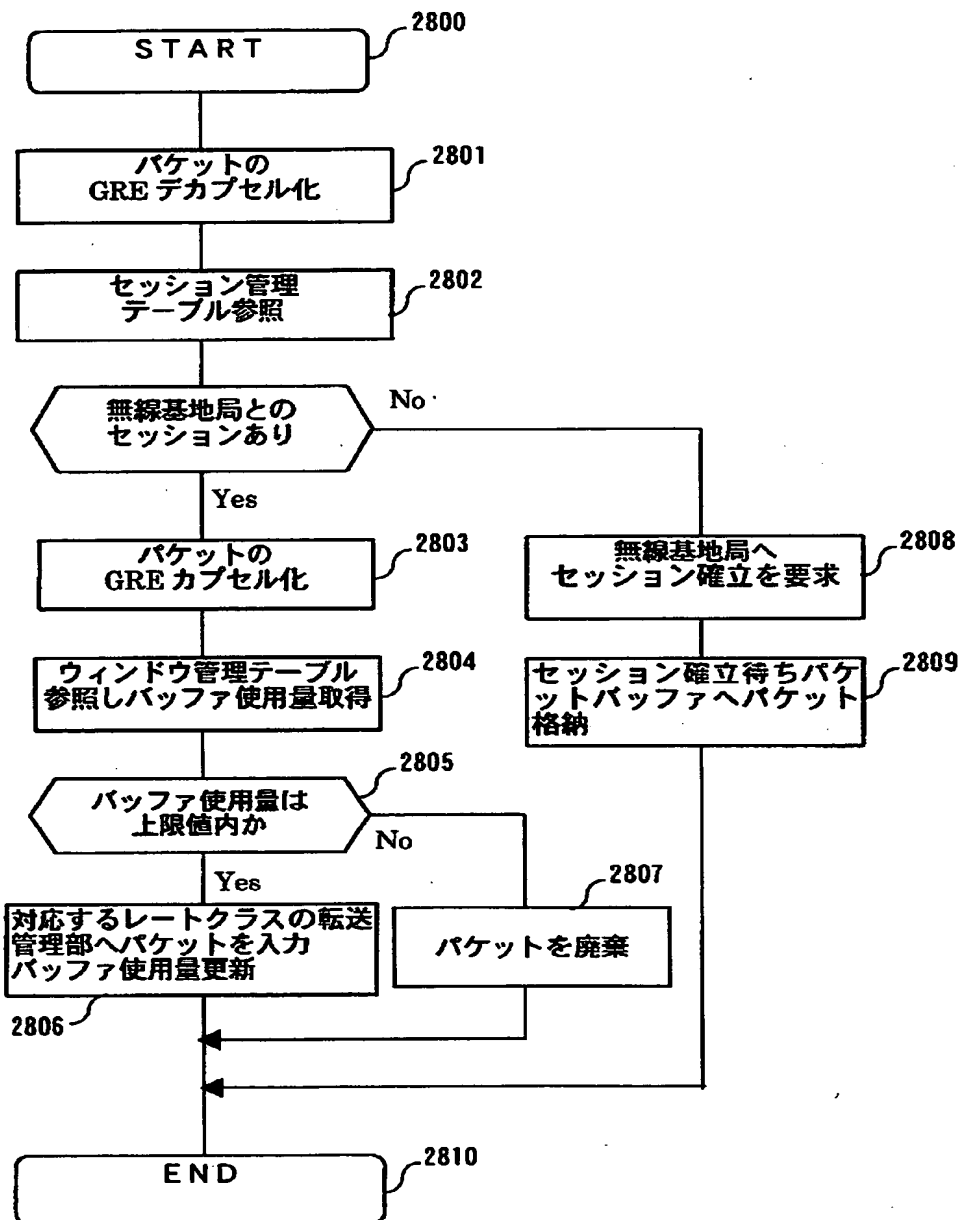 2800
START
2801
パケットの
GRE デカプセル化
2802
セッション管理
テーブル参照
無線基地局との
セッションあり
No
Yes
2803
パケットの
GRE カプセル化
2808
無線基地局へ
セッション確立を要求
2804
ウィンドウ管理テーブル
参照しバッファ使用量取得
2809
セッション確立待ちパケ
ットバッファへパケット
格納
2805
バッファ使用量は
上限値内か
No
Yes
2807
パケットを廃棄
対応するレートクラスの転送
管理部へパケットを入力
バッファ使用量更新
2806
END
2810